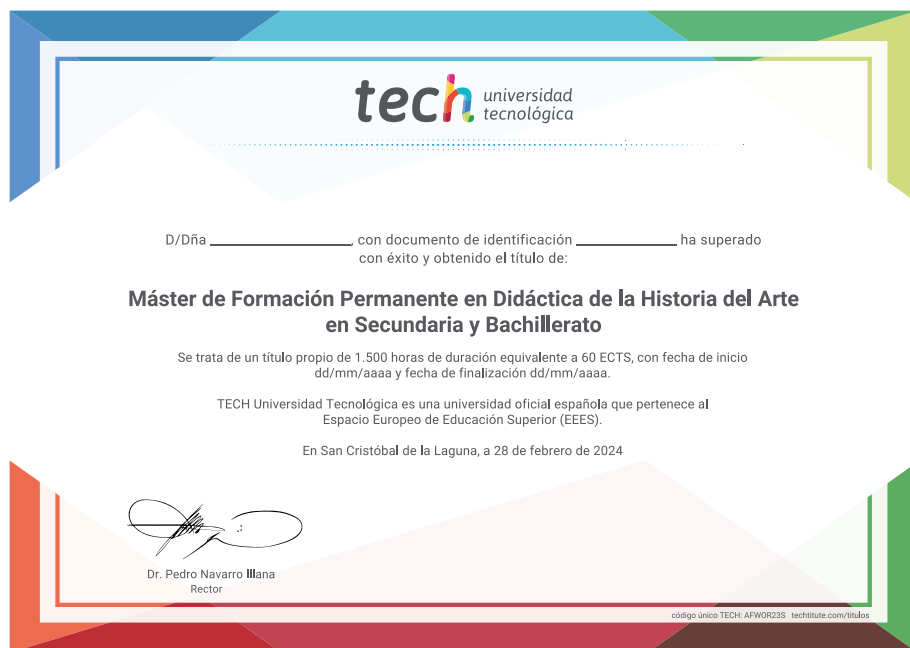 tech universidad
tecnológica
D/Dña ____________________, con documento de identificación ______________ ha superado
con éxito y obtenido el título de:
Máster de Formación Permanente en Didáctica de la Historia del Arte
en Secundaria y Bachillerato
Se trata de un título propio de 1.500 horas de duración equivalente a 60 ECTS, con fecha de inicio
dd/mm/aaaa y fecha de finalización dd/mm/aaaa.
TECH Universidad Tecnológica es una universidad oficial española que pertenece al
Espacio Europeo de Educación Superior (EEES).
En San Cristóbal de la Laguna, a 28 de febrero de 2024
Dr. Pedro Navarro Illana
Rector
código único TECH: AFWOR23S techtitute.com/titulos